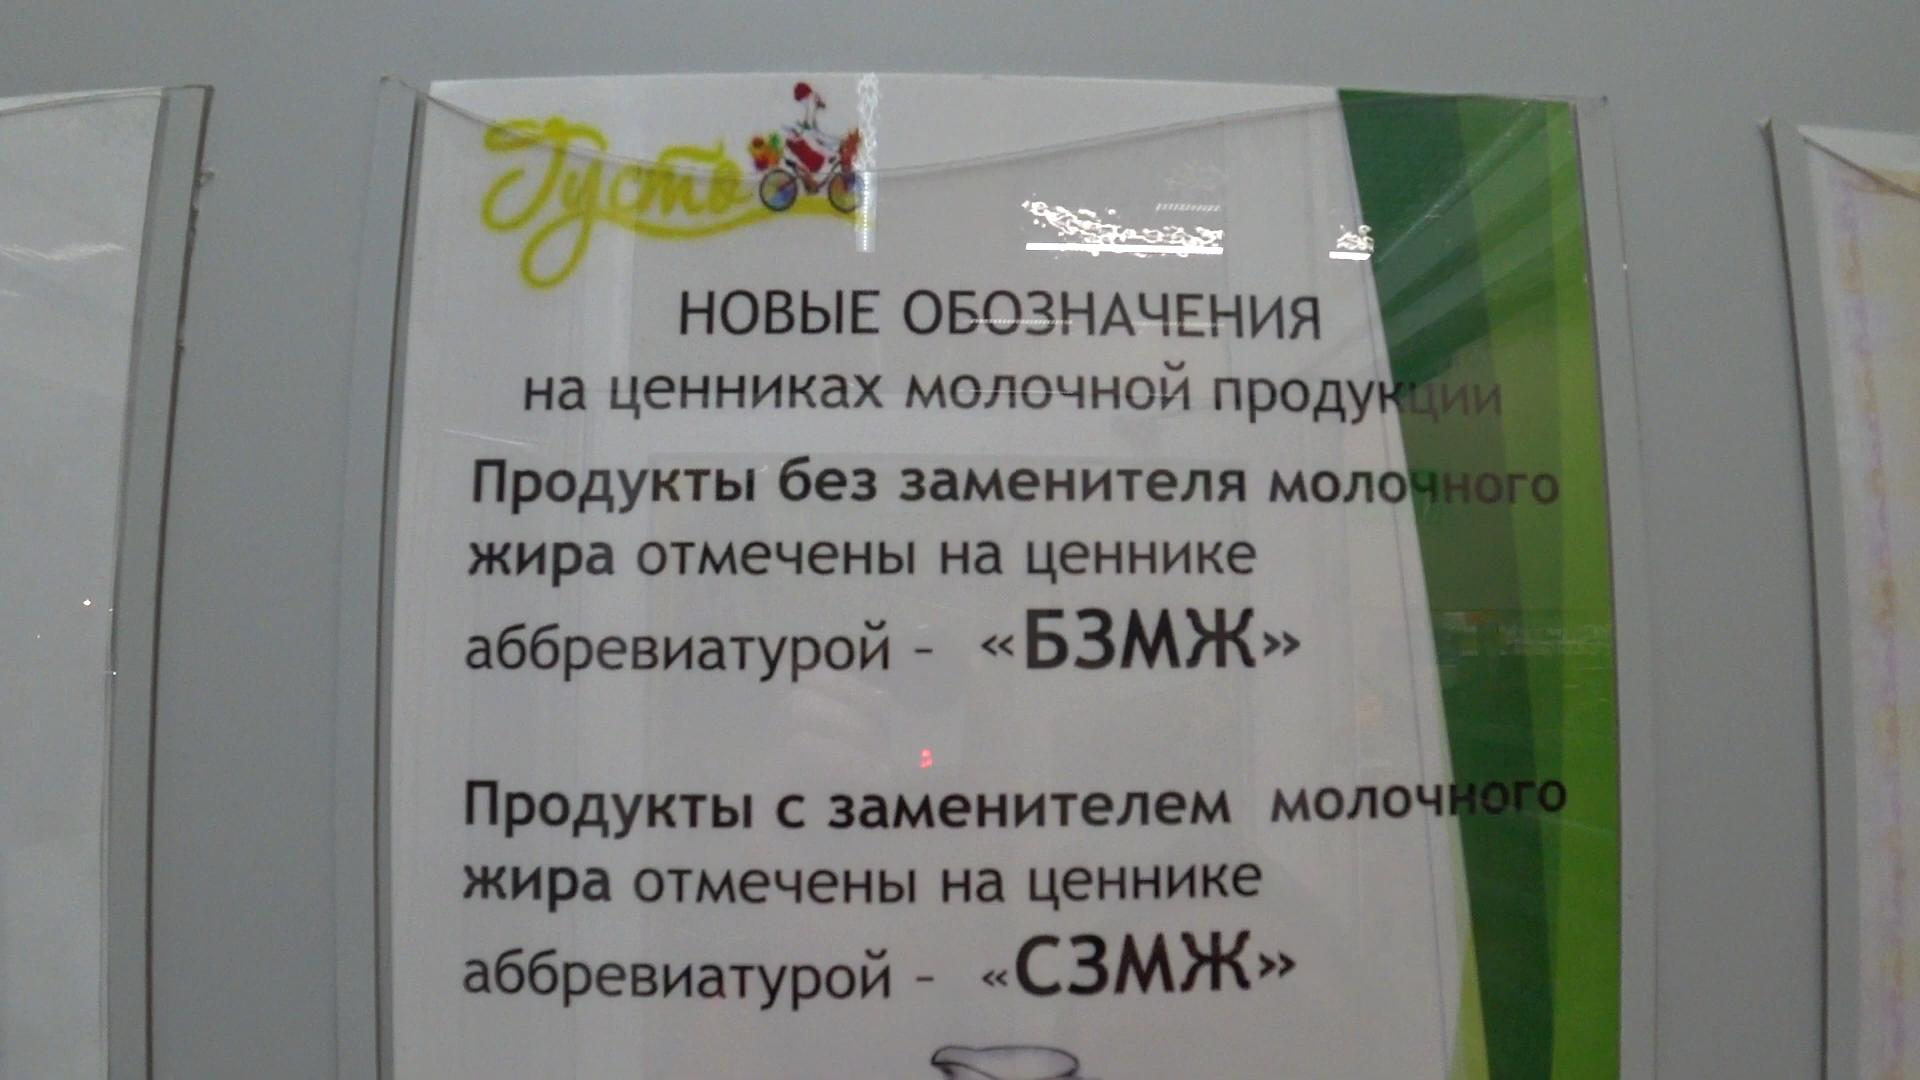 Густо
НОВЫЕ ОБОЗНАЧЕНИЯ
на ценниках молочной продукции
Продукты без заменителя молочного
жира отмечены на ценнике
аббревиатурой - «БЗМЖ»
Продукты с заменителем молочного
жира отмечены на ценнике
аббревиатурой - «СЗМЖ»